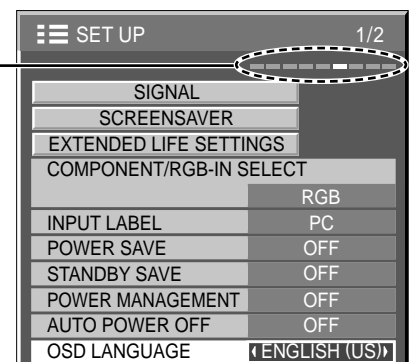 SET UP 1/2
SIGNAL
SCREENSAVER
EXTENDED LIFE SETTINGS
COMPONENT/RGB-IN SELECT
RGB
INPUT LABEL PC
POWER SAVE OFF
STANDBY SAVE OFF
POWER MANAGEMENT OFF
AUTO POWER OFF OFF
OSD LANGUAGE ENGLISH (US)